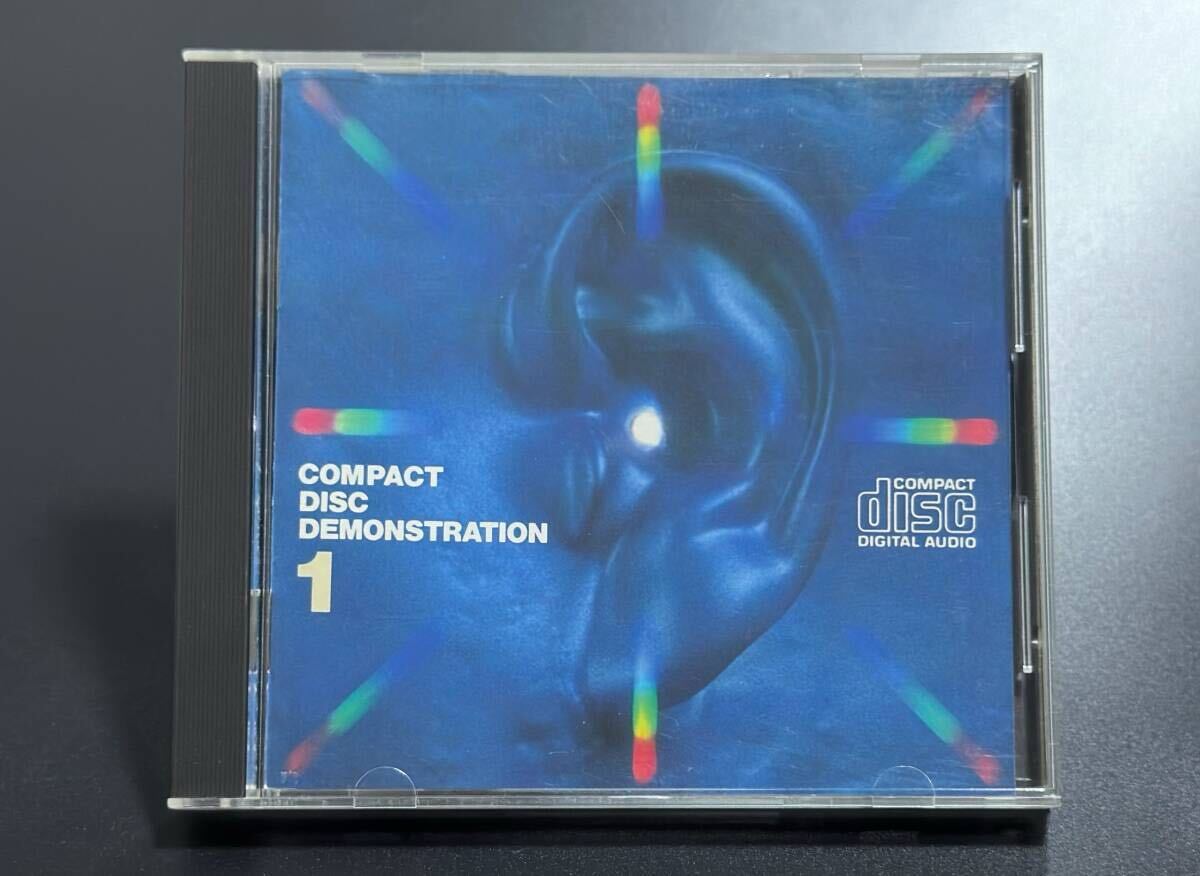 COMPACT
DISC
DEMONSTRATION
1
COMPACT
disc
DIGITAL AUDIO